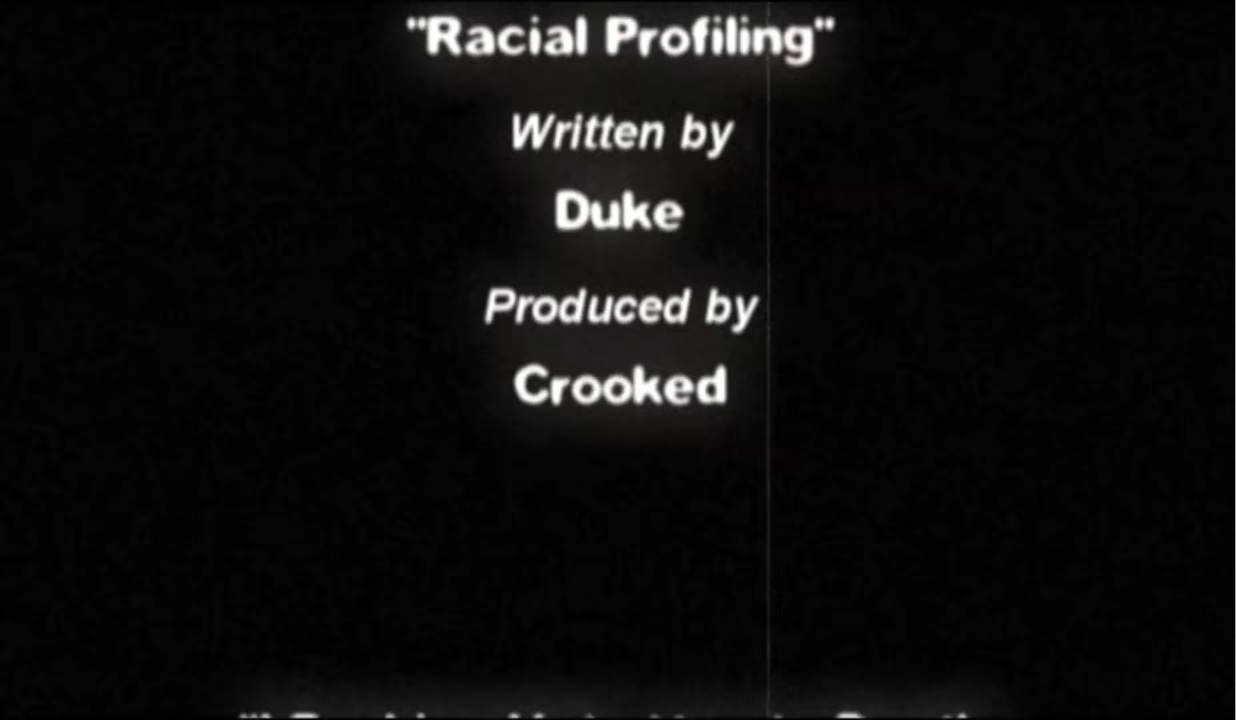 "Racial Profiling"
Written by
Duke
Produced by
Crooked